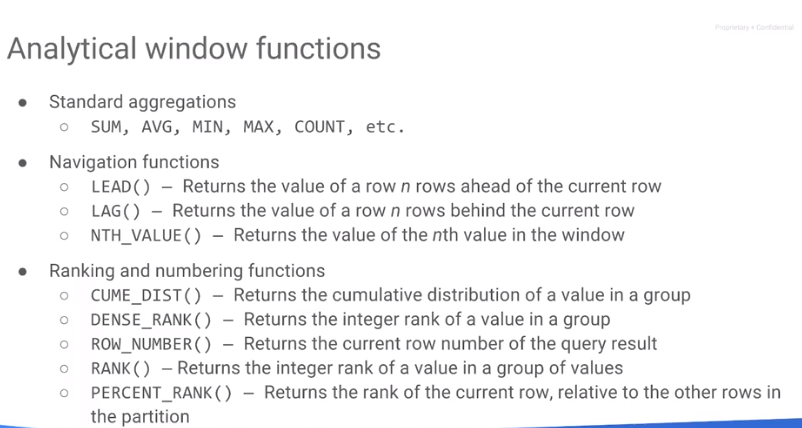 Proprietary + Confidential
Analytical window functions
● Standard aggregations
○ SUM, AVG, MIN, MAX, COUNT, etc.
● Navigation functions
○ LEAD() — Returns the value of a row n rows ahead of the current row
○ LAG() — Returns the value of a row n rows behind the current row
○ NTH_VALUE() — Returns the value of the nth value in the window
● Ranking and numbering functions
○ CUME_DIST() — Returns the cumulative distribution of a value in a group
○ DENSE_RANK() — Returns the integer rank of a value in a group
○ ROW_NUMBER() — Returns the current row number of the query result
○ RANK() — Returns the integer rank of a value in a group of values
○ PERCENT_RANK() — Returns the rank of the current row, relative to the other rows in
the partition